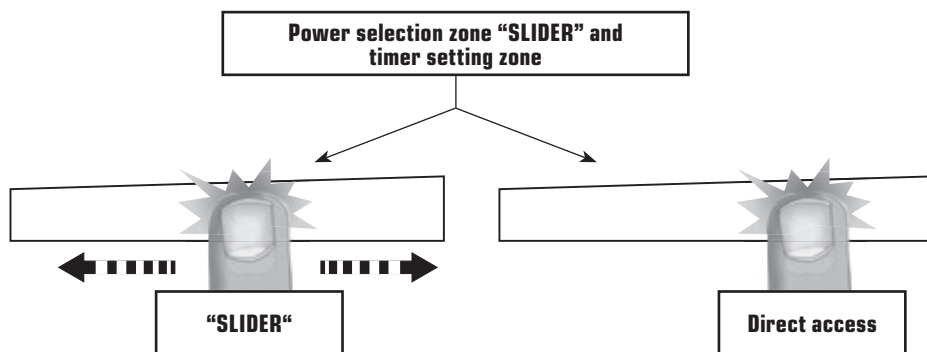 Power selection zone “SLIDER” and
timer setting zone
“SLIDER“
Direct access